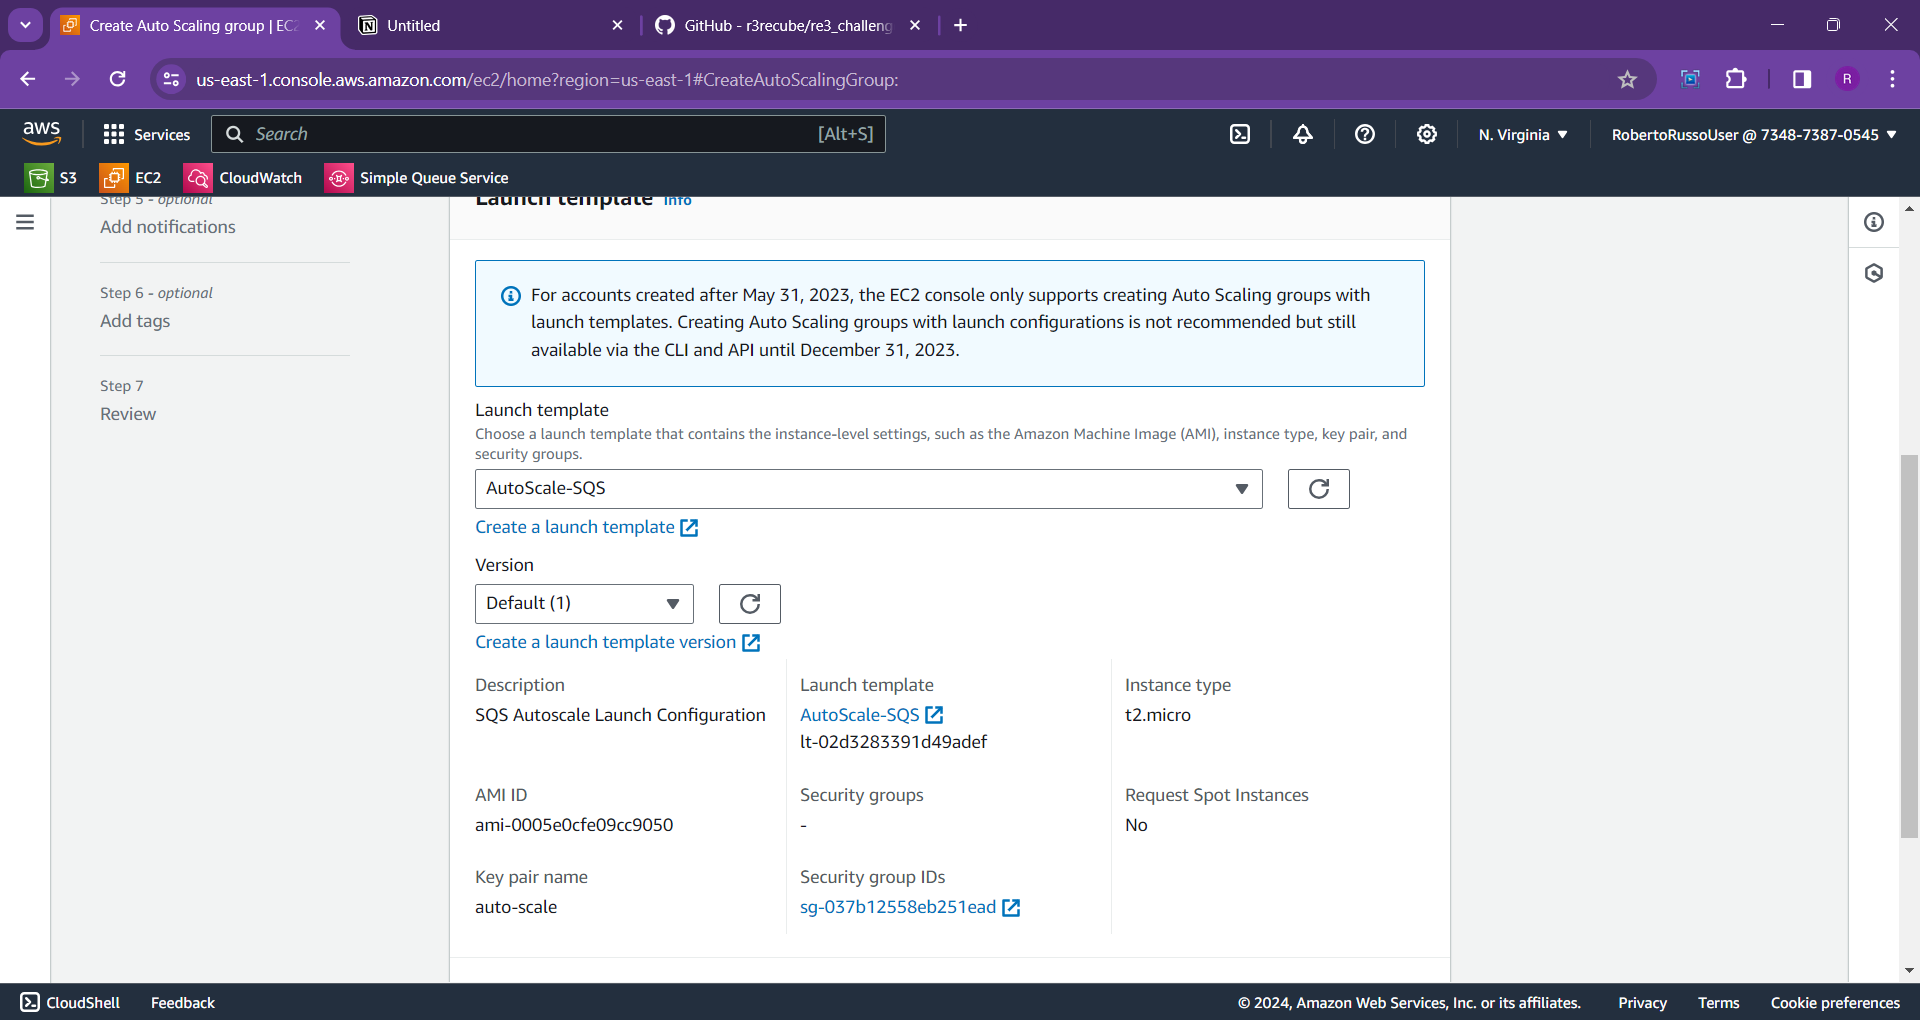 Create Auto Scaling group | EC2
Untitled
GitHub - r3recube/re3_challeng
us-east-1.console.aws.amazon.com/ec2/home?region=us-east-1#CreateAutoScalingGroup:
R
aws
Services
Search
[Alt+S]
N. Virginia
RobertoRussoUser @ 7348-7387-0545
S3
EC2
CloudWatch
Simple Queue Service
Step 5 - optional
Add notifications
Step 6 - optional
Add tags
Step 7
Review
Launch template Info
For accounts created after May 31, 2023, the EC2 console only supports creating Auto Scaling groups with
launch templates. Creating Auto Scaling groups with launch configurations is not recommended but still
available via the CLI and API until December 31, 2023.
Launch template
Choose a launch template that contains the instance-level settings, such as the Amazon Machine Image (AMI), instance type, key pair, and
security groups.
AutoScale-SQS
Create a launch template
Version
Default (1)
Create a launch template version
Description
SQS Autoscale Launch Configuration
Launch template
AutoScale-SQS
lt-02d3283391d49adef
Instance type
t2.micro
AMI ID
ami-0005e0cfe09cc9050
Security groups
-
Request Spot Instances
No
Key pair name
auto-scale
Security group IDs
sg-037b12558eb251ead
CloudShell
Feedback
© 2024, Amazon Web Services, Inc. or its affiliates.
Privacy
Terms
Cookie preferences